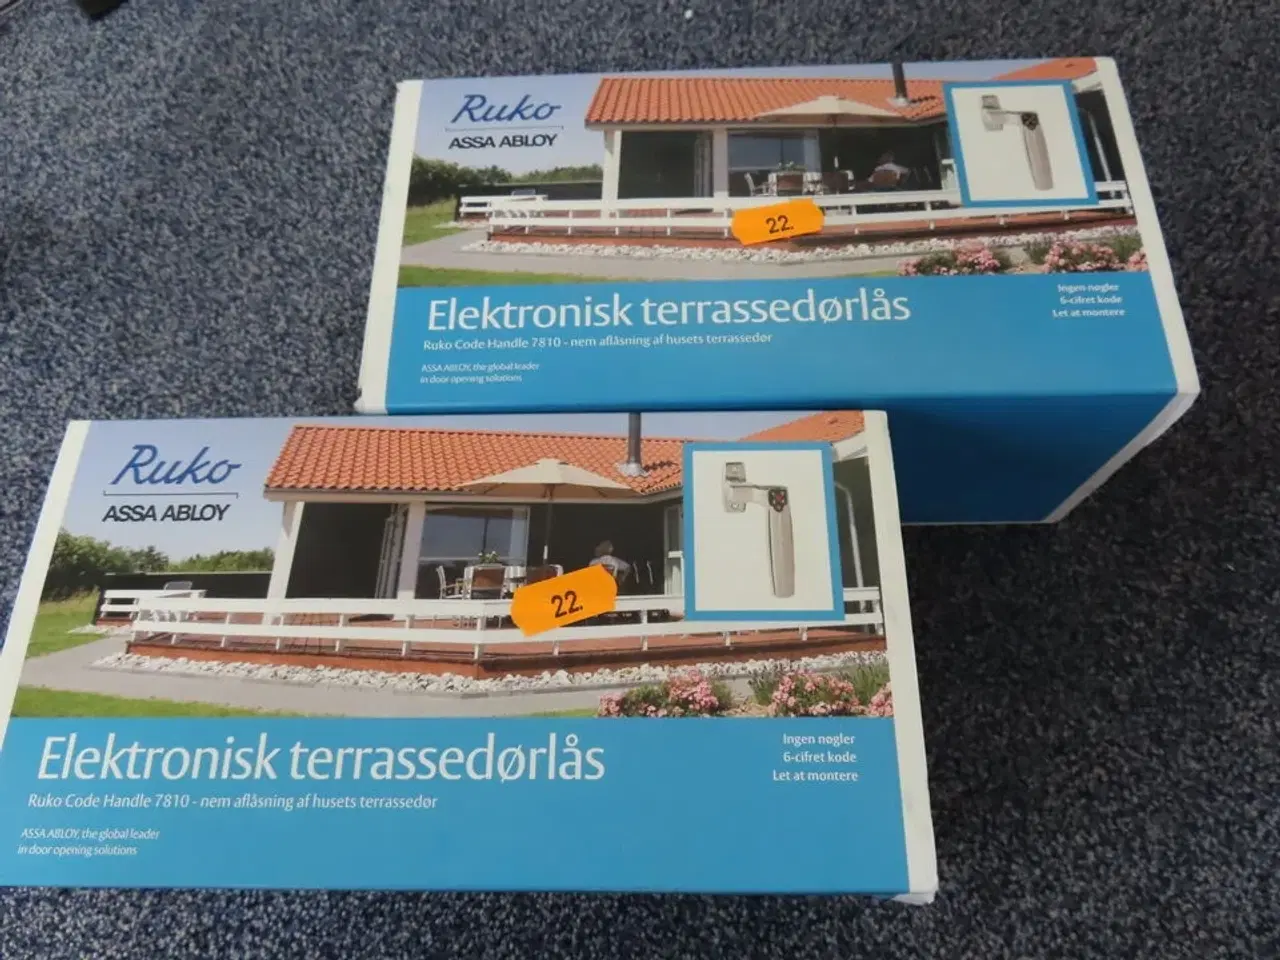 Ruko
ASSA ABLOY
22.
Elektronisk terrassedørlås
Ruko Code Handle 7810 - nem aflåsning af husets terrassedør
ASSA ABLOY, the global leader
in door opening solutions
Ingen nøgler
6-cifret kode
Let at montere
Ruko
ASSA ABLOY
22.
Elektronisk terrassedørlås
Ruko Code Handle 7810 - nem aflåsning af husets terrassedør
ASSA ABLOY, the global leader
in door opening solutions
Ingen nøgler
6-cifret kode
Let at montere